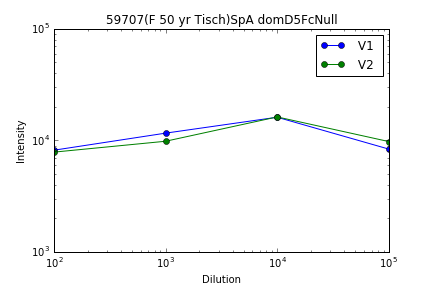 59707(F 50 yr Tisch)SpA domD5FcNull
10^5
V1
V2
10^4
Intensity
10^3
10^2 10^3 10^4 10^5
Dilution